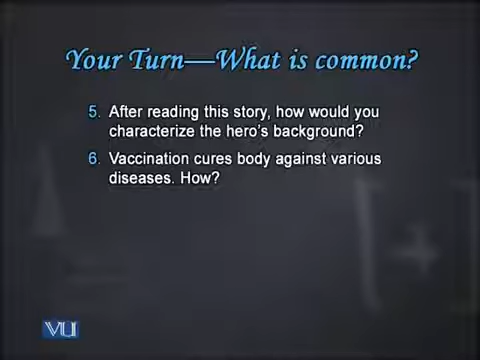 Your Turn—What is common?
5. After reading this story, how would you
characterize the hero's background?
6. Vaccination cures body against various
diseases. How?
VU